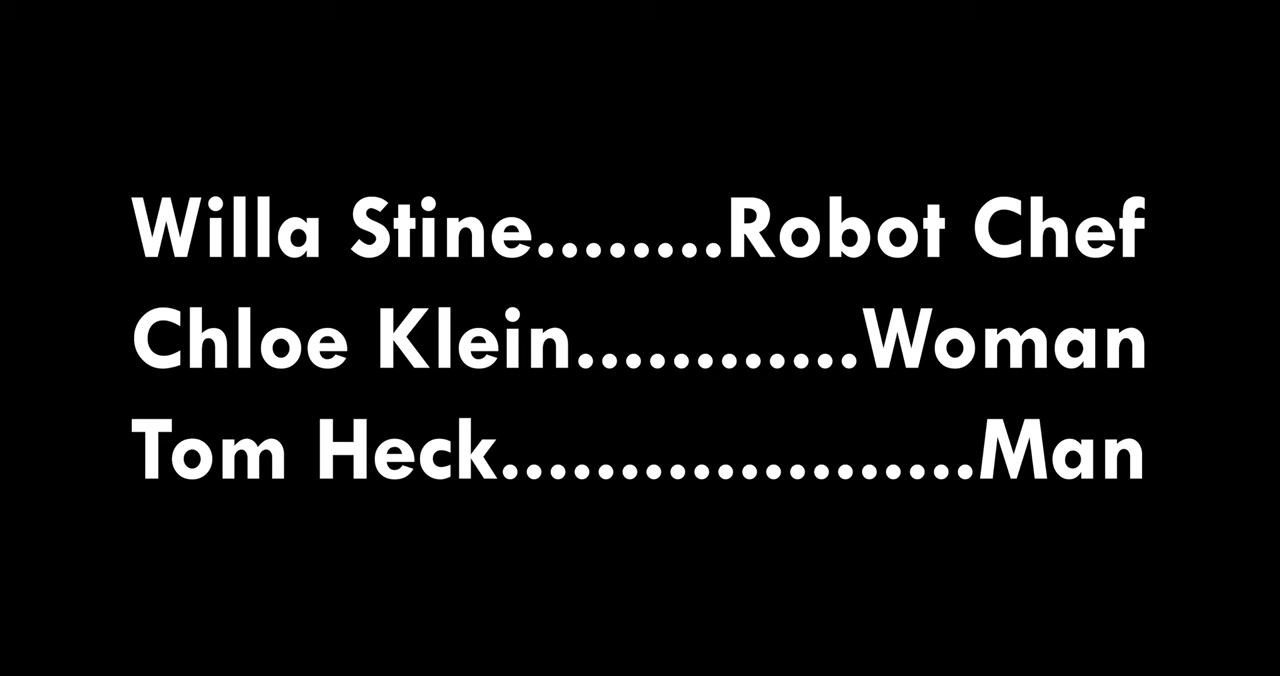 Willa Stine........Robot Chef
Chloe Klein............Woman
Tom Heck....................Man